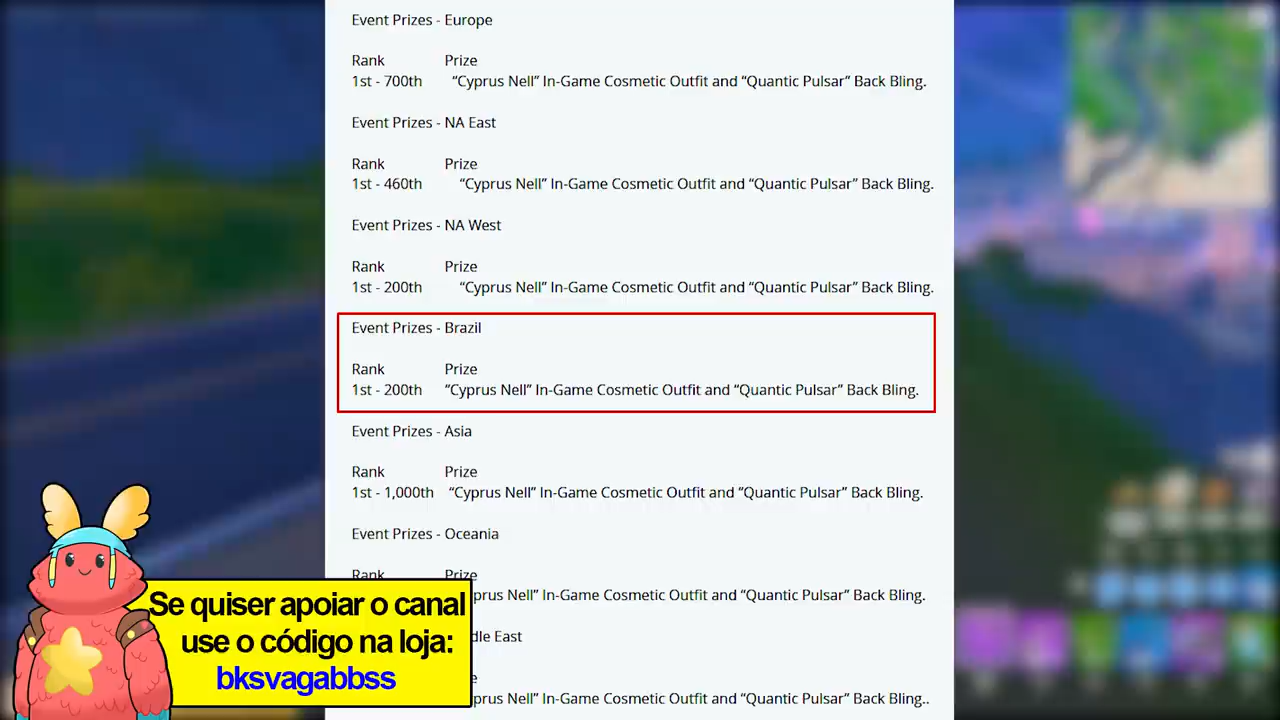 Event Prizes - Europe
Rank Prize
1st - 700th “Cyprus Nell” In-Game Cosmetic Outfit and “Quantic Pulsar” Back Bling.
Event Prizes - NA East
Rank Prize
1st - 460th “Cyprus Nell” In-Game Cosmetic Outfit and “Quantic Pulsar” Back Bling.
Event Prizes - NA West
Rank Prize
1st - 200th “Cyprus Nell” In-Game Cosmetic Outfit and “Quantic Pulsar” Back Bling.
Event Prizes - Brazil
Rank Prize
1st - 200th “Cyprus Nell” In-Game Cosmetic Outfit and “Quantic Pulsar” Back Bling.
Event Prizes - Asia
Rank Prize
1st - 1,000th “Cyprus Nell” In-Game Cosmetic Outfit and “Quantic Pulsar” Back Bling.
Event Prizes - Oceania
Rank Prize
Nell” In-Game Cosmetic Outfit and “Quantic Pulsar” Back Bling.
East
Nell” In-Game Cosmetic Outfit and “Quantic Pulsar” Back Bling..
Se quiser apoiar o canal
use o código na loja:
bksvagabbss